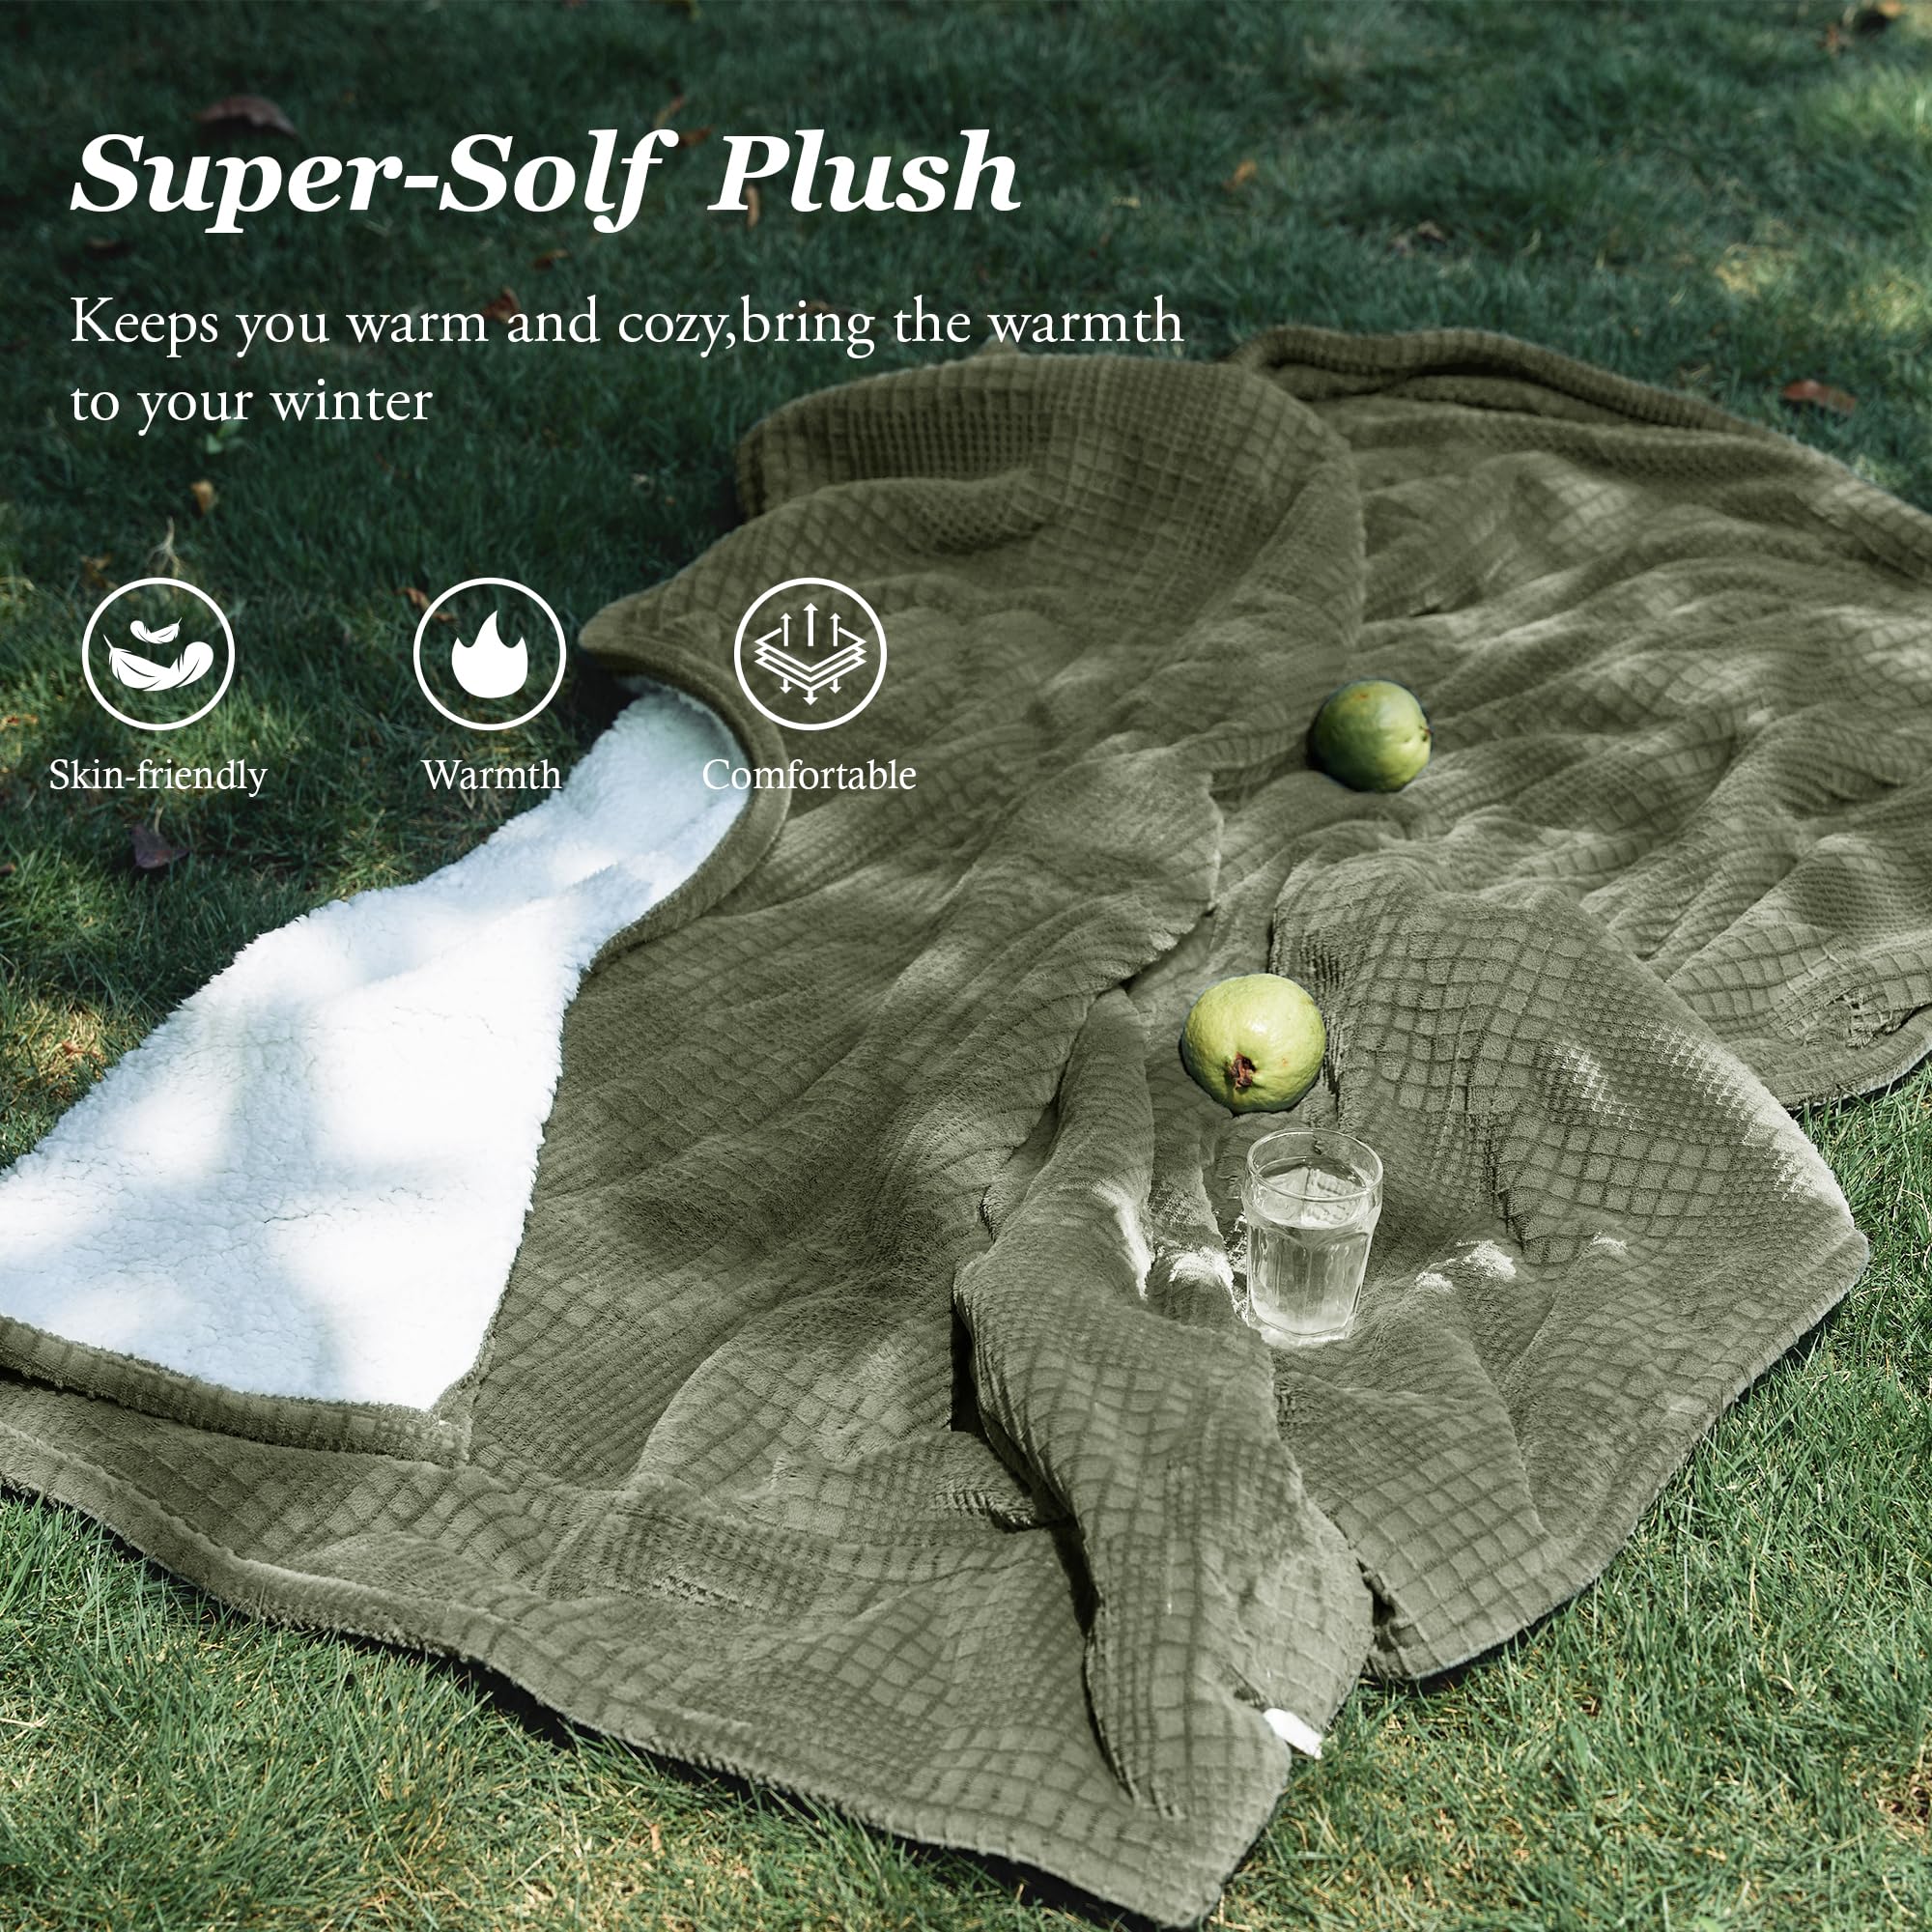 Super-Solf Plush
Keeps you warm and cozy,bring the warmth
to your winter
Skin-friendly
Warmth
Comfortable